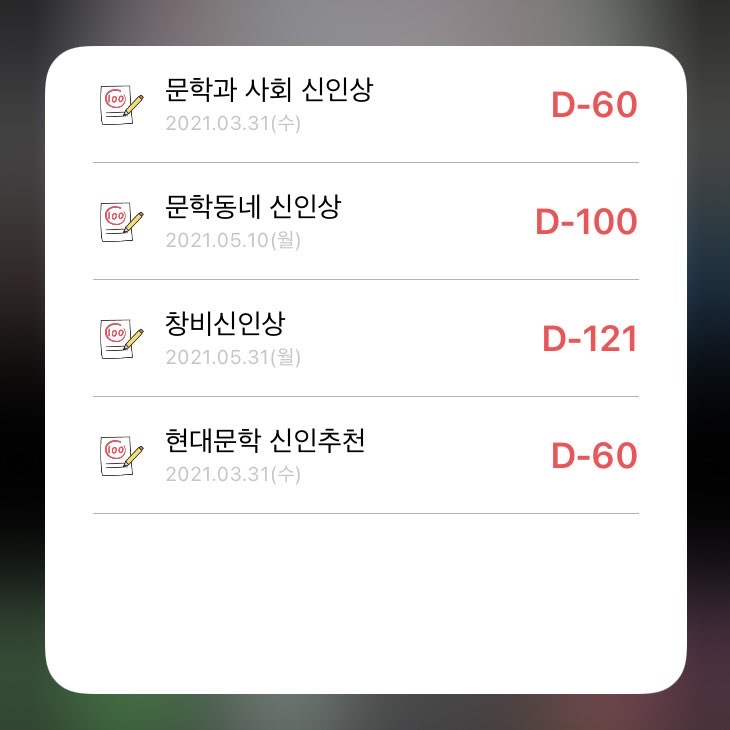 문학과 사회 신인상
2021.03.31(수)
D-60
문학동네 신인상
2021.05.10(월)
D-100
창비신인상
2021.05.31(월)
D-121
현대문학 신인추천
2021.03.31(수)
D-60
100
100
100
100